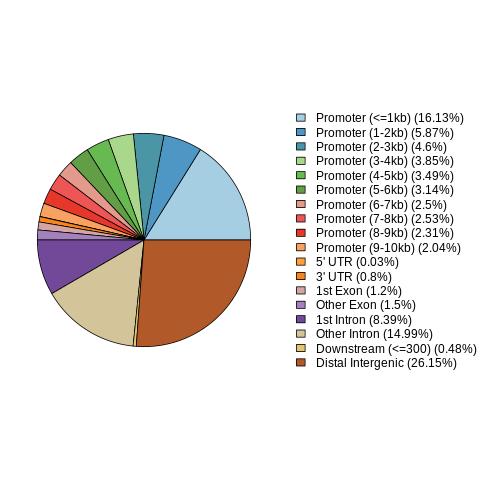 Promoter (<=1kb) (16.13%)
Promoter (1-2kb) (5.87%)
Promoter (2-3kb) (4.6%)
Promoter (3-4kb) (3.85%)
Promoter (4-5kb) (3.49%)
Promoter (5-6kb) (3.14%)
Promoter (6-7kb) (2.5%)
Promoter (7-8kb) (2.53%)
Promoter (8-9kb) (2.31%)
Promoter (9-10kb) (2.04%)
5' UTR (0.03%)
3' UTR (0.8%)
1st Exon (1.2%)
Other Exon (1.5%)
1st Intron (8.39%)
Other Intron (14.99%)
Downstream (<=300) (0.48%)
Distal Intergenic (26.15%)